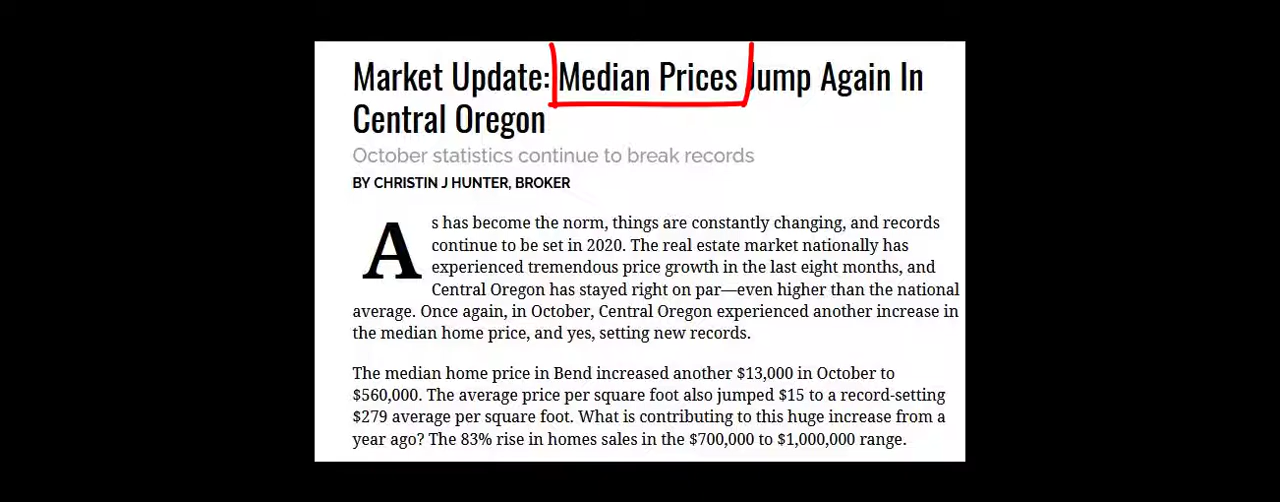 Market Update: Median Prices Jump Again In
Central Oregon
October statistics continue to break records
BY CHRISTIN J HUNTER, BROKER
As has become the norm, things are constantly changing, and records
continue to be set in 2020. The real estate market nationally has
experienced tremendous price growth in the last eight months, and
Central Oregon has stayed right on par—even higher than the national
average. Once again, in October, Central Oregon experienced another increase in
the median home price, and yes, setting new records.
The median home price in Bend increased another $13,000 in October to
$560,000. The average price per square foot also jumped $15 to a record-setting
$279 average per square foot. What is contributing to this huge increase from a
year ago? The 83% rise in homes sales in the $700,000 to $1,000,000 range.